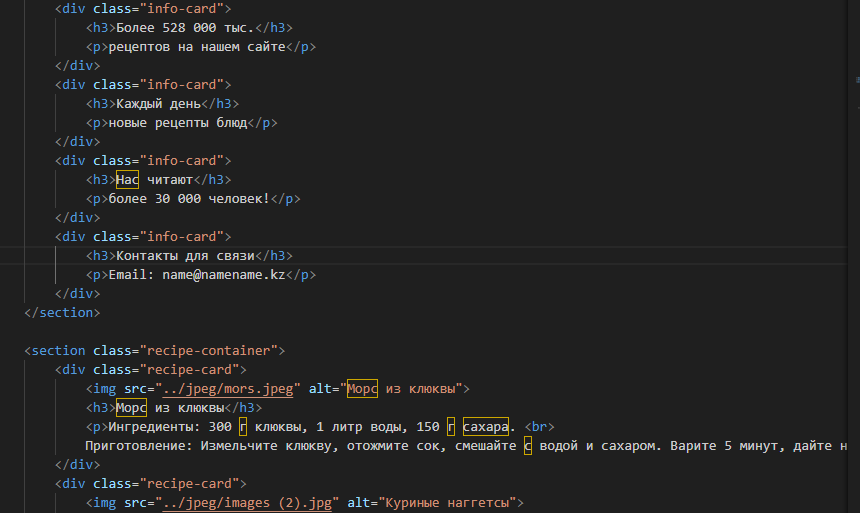 <div class="info-card">
<h3>Более 528 000 тыс.</h3>
<p>рецептов на нашем сайте</p>
</div>
<div class="info-card">
<h3>Каждый день</h3>
<p>новые рецепты блюд</p>
</div>
<div class="info-card">
<h3>Нас читают</h3>
<p>более 30 000 человек!</p>
</div>
<div class="info-card">
<h3>Контакты для связи</h3>
<p>Email: name@namename.kz</p>
</div>
</section>
<section class="recipe-container">
<div class="recipe-card">
<img src="../jpeg/mors.jpeg" alt="Морс из клюквы">
<h3>Морс из клюквы</h3>
<p>Ингредиенты: 300 г клюквы, 1 литр воды, 150 г сахара. <br>
Приготовление: Измельчите клюкву, отожмите сок, смешайте с водой и сахаром. Варите 5 минут, дайте н
</div>
<div class="recipe-card">
<img src="../jpeg/images (2).jpg" alt="Куриные наггетсы">